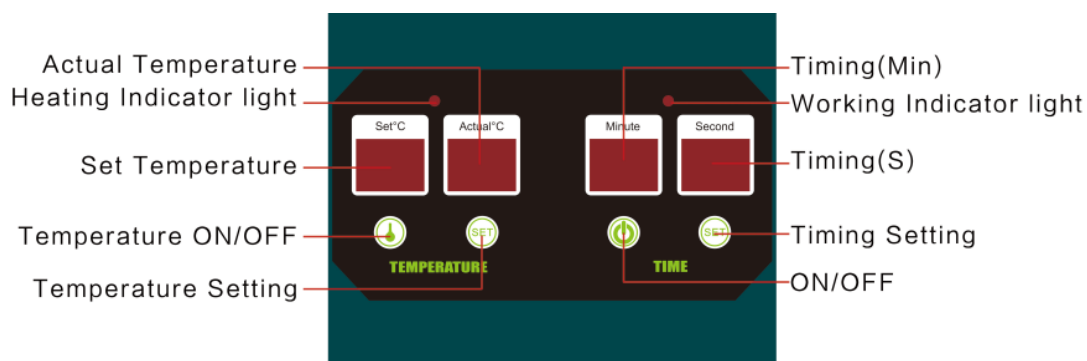 Actual Temperature
Timing(Min)
Heating Indicator light
Working Indicator light
Set°C
Actual°C
Minute
Second
Set Temperature
Timing(S)
SET
SET
Temperature ON/OFF
Timing Setting
TEMPERATURE
TIME
Temperature Setting
ON/OFF